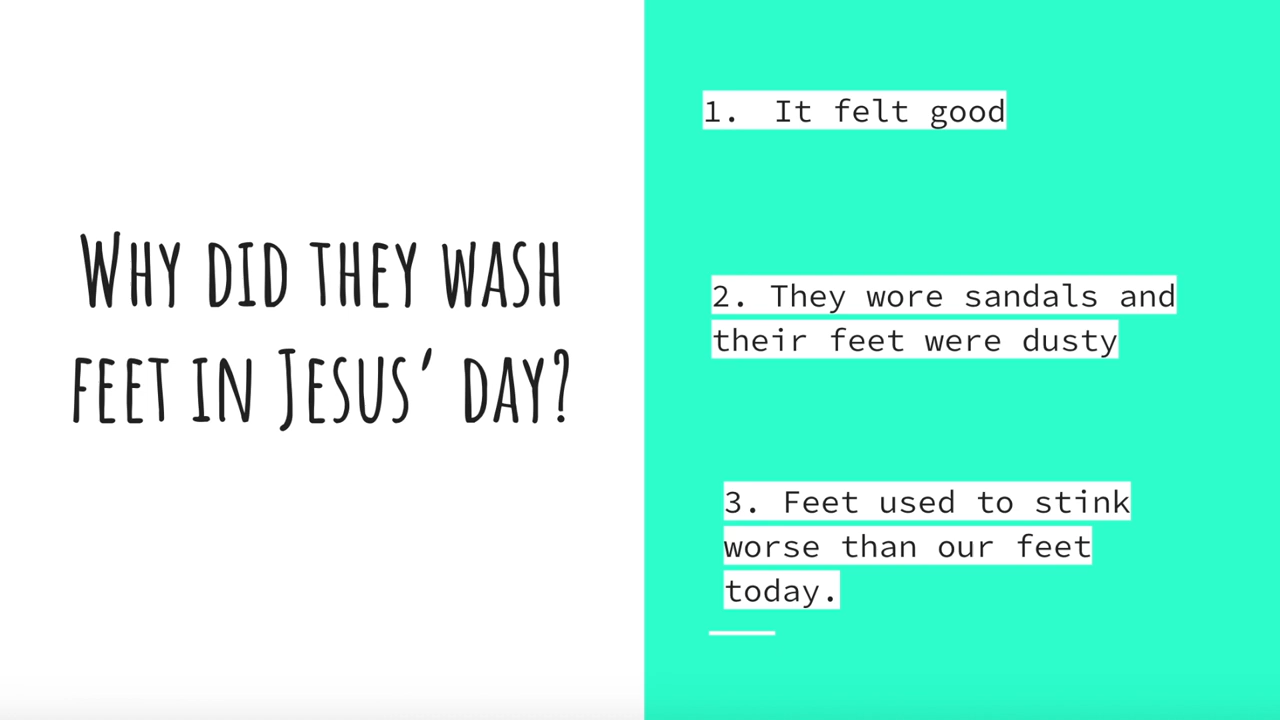 Why did they wash
feet in Jesus’ day?
1. It felt good
2. They wore sandals and
their feet were dusty
3. Feet used to stink
worse than our feet
today.